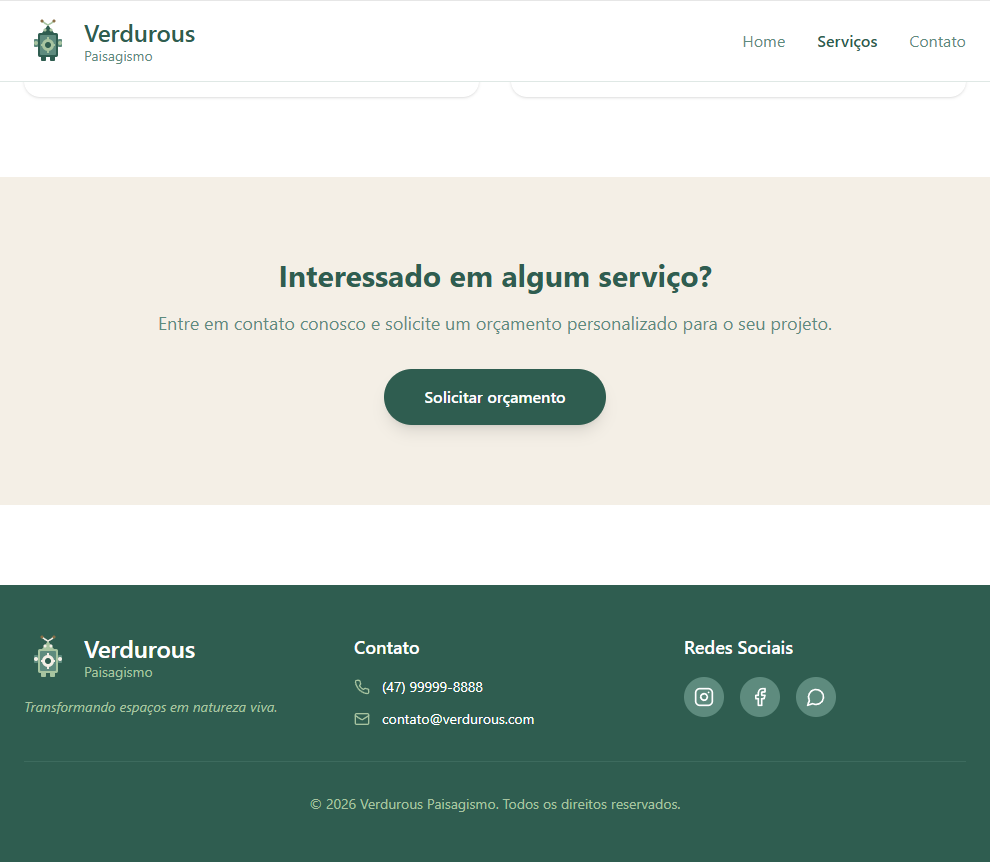 Verdurous
Paisagismo
Home
Serviços
Contato
Interessado em algum serviço?
Entre em contato conosco e solicite um orçamento personalizado para o seu projeto.
Solicitar orçamento
Verdurous
Paisagismo
Transformando espaços em natureza viva.
Contato
(47) 99999-8888
contato@verdurous.com
Redes Sociais
© 2026 Verdurous Paisagismo. Todos os direitos reservados.